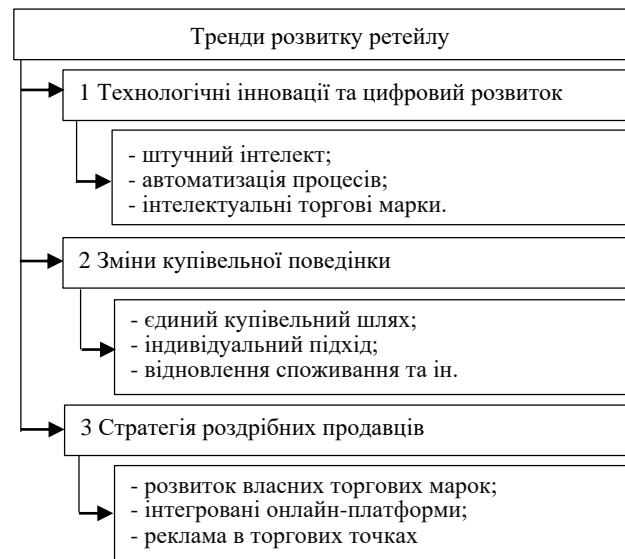 Тренди розвитку ретейлу
1 Технологічні інновації та цифровий розвиток
- штучний інтелект;
- автоматизація процесів;
- інтелектуальні торгові марки.
2 Зміни купівельної поведінки
- єдиний купівельний шлях;
- індивідуальний підхід;
- відновлення споживання та ін.
3 Стратегія роздрібних продавців
- розвиток власних торгових марок;
- інтегровані онлайн-платформи;
- реклама в торгових точках